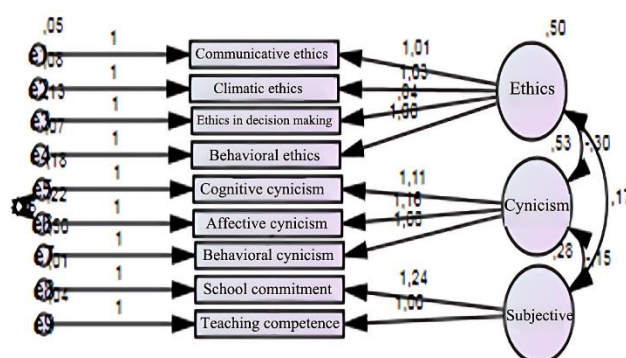 ,05
,50
1
Communicative ethics
1,01
,08
1
Climatic ethics
1,03
Ethics
,13
1
Ethics in decision making
,94
,07
1
Behavioral ethics
1,00
,53
-,30
,18
1
Cognitive cynicism
1,11
,17
,22
1
Affective cynicism
1,16
Cynicism
1
Behavioral cynicism
1,00
,01
1
School commitment
1,24
,28
-,15
,04
1
Teaching competence
1,00
Subjective